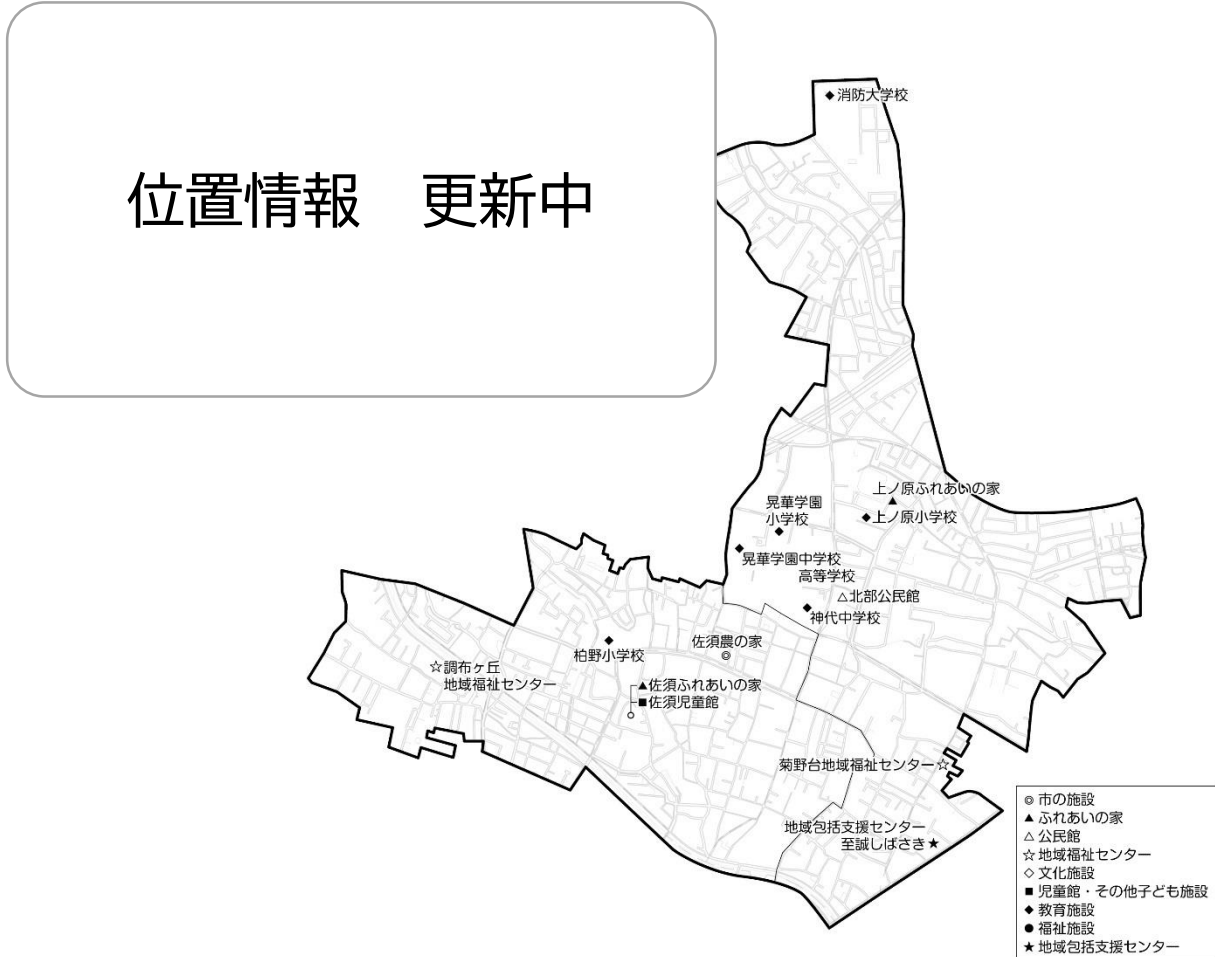 位置情報　更新中
◆消防大学校
上ノ原ふれあいの家
▲
◆上ノ原小学校
晃華学園
小学校
◆
◆
晃華学園中学校
高等学校
△北部公民館
◆
神代中学校
佐須農の家
◎
◆
柏野小学校
☆調布ヶ丘
地域福祉センター
▲佐須ふれあいの家
■佐須児童館
菊野台地域福祉センター☆
地域包括支援センター
至誠しばさき★
◎ 市の施設
▲ ふれあいの家
△ 公民館
☆ 地域福祉センター
◇ 文化施設
■ 児童館・その他子ども施設
◆ 教育施設
● 福祉施設
★ 地域包括支援センター